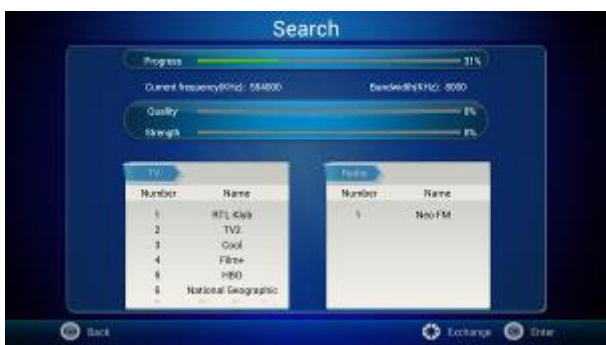 Search
Progress 31%
Current frequency(KHz): 584000 Bandwidth(KHz): 8000
Quality 0%
Strength 0%
TV
Number Name
1 RTL Klub
2 TV2
3 Cool
4 Film+
5 HBO
6 National Geographic
Radio
Number Name
1 Neo FM
Back Exchange Enter